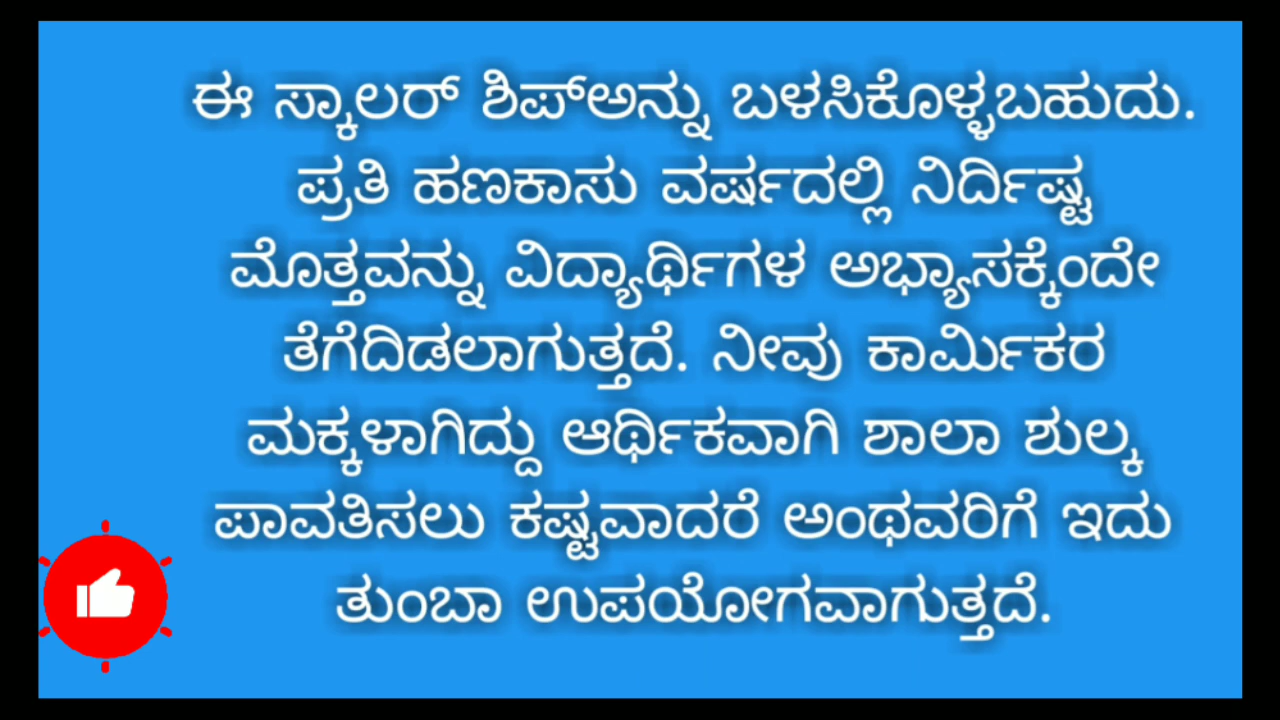 ಈ ಸ್ಕಾಲರ್ ಶಿಪ್‌ಅನ್ನು ಬಳಸಿಕೊಳ್ಳಬಹುದು.
ಪ್ರತಿ ಹಣಕಾಸು ವರ್ಷದಲ್ಲಿ ನಿರ್ದಿಷ್ಟ
ಮೊತ್ತವನ್ನು ವಿದ್ಯಾರ್ಥಿಗಳ ಅಭ್ಯಾಸಕ್ಕೆಂದೇ
ತೆಗೆದಿಡಲಾಗುತ್ತದೆ. ನೀವು ಕಾರ್ಮಿಕರ
ಮಕ್ಕಳಾಗಿದ್ದು ಆರ್ಥಿಕವಾಗಿ ಶಾಲಾ ಶುಲ್ಕ
ಪಾವತಿಸಲು ಕಷ್ಟವಾದರೆ ಅಂಥವರಿಗೆ ಇದು
ತುಂಬಾ ಉಪಯೋಗವಾಗುತ್ತದೆ.